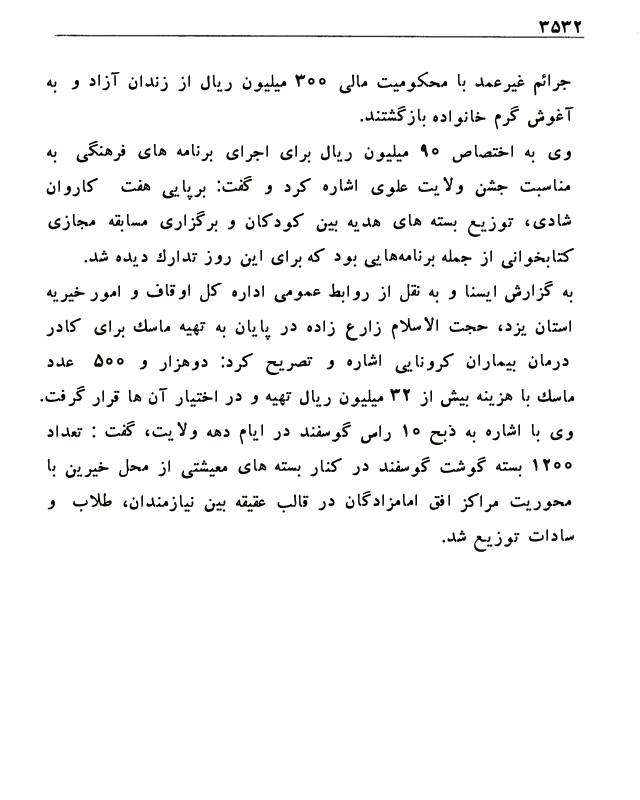 ۳۵۳۲
جرائم غیرعمد با محکومیت مالی ۳۰۰ میلیون ریال از زندان آزاد و به
آغوش گرم خانواده بازگشتند.
وی به اختصاص ۹۰ میلیون ریال برای اجرای برنامه های فرهنگی به
مناسبت جشن ولایت علوی اشاره کرد و گفت: برپایی هفت کاروان
شادی، توزیع بسته های هدیه بین کودکان و برگزاری مسابقه مجازی
کتابخوانی از جمله برنامه‌هایی بود که برای این روز تدارك دیده شد.
به گزارش ایسنا و به نقل از روابط عمومی اداره کل اوقاف و امور خیریه
استان یزد، حجت الاسلام زارع زاده در پایان به تهیه ماسك برای کادر
درمان بیماران کرونایی اشاره و تصریح کرد: دوهزار و ۵۰۰ عدد
ماسك با هزینه بیش از ۳۲ میلیون ریال تهیه و در اختیار آن ها قرار گرفت.
وی با اشاره به ذبح ۱۰ راس گوسفند در ایام دهه ولایت، گفت : تعداد
۱۲۰۰ بسته گوشت گوسفند در کنار بسته های معیشتی از محل خیرین با
محوریت مراکز افق امامزادگان در قالب عقیقه بین نیازمندان، طلاب و
سادات توزیع شد.